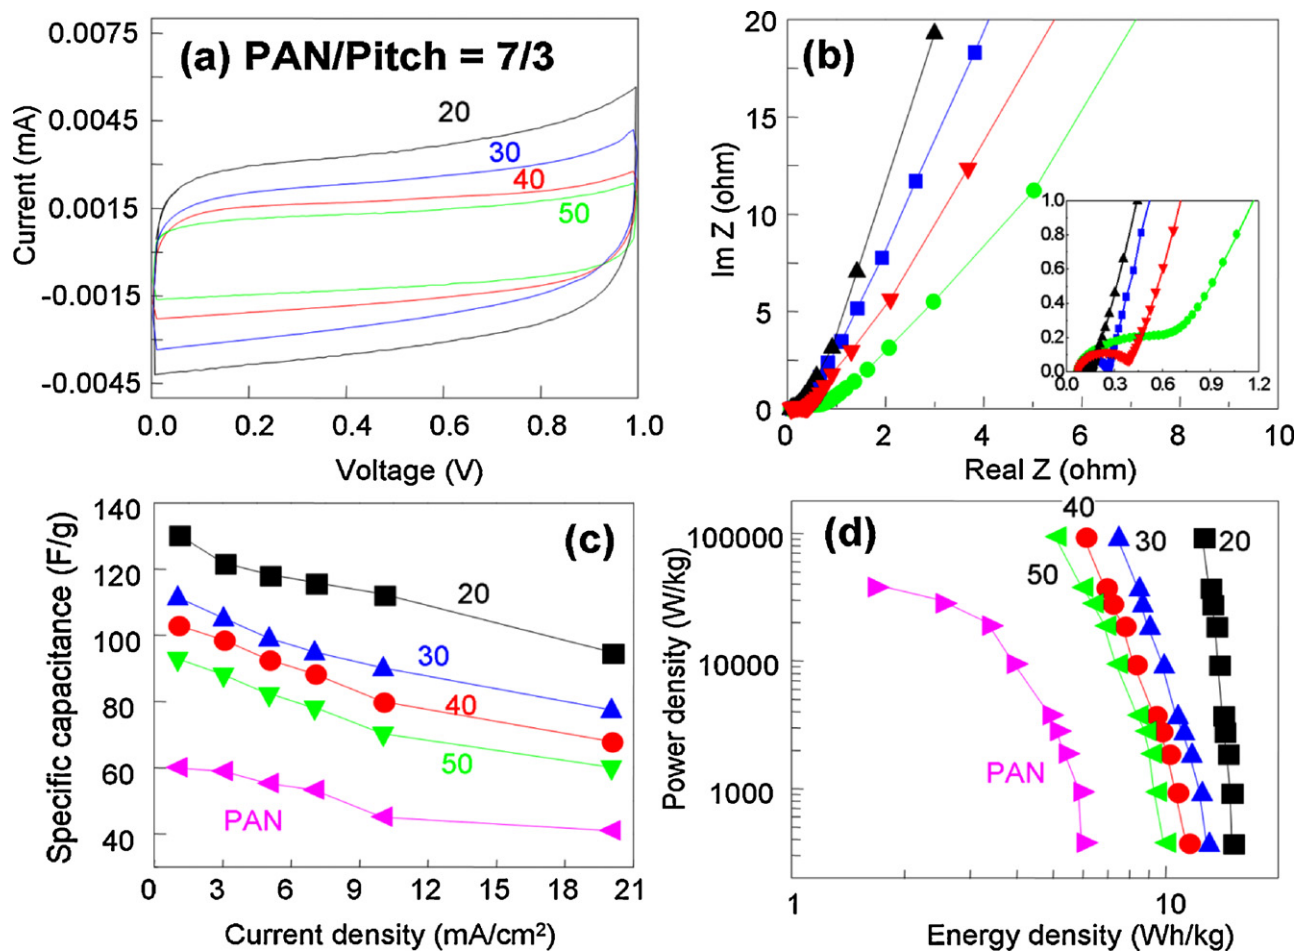 (a) PAN/Pitch = 7/3
0.0075
0.0045
0.0015
-0.0015
-0.0045
Current (mA)
20
30
40
50
0.0 0.2 0.4 0.6 0.8 1.0
Voltage (V)
(b)
20
15
10
5
0
Im Z (ohm)
1.0
0.8
0.6
0.4
0.2
0.0
0.0 0.3 0.6 0.9 1.2
0 2 4 6 8 10
Real Z (ohm)
(c)
140
120
100
80
60
40
Specific capacitance (F/g)
20
30
40
50
PAN
0 3 6 9 12 15 18 21
Current density (mA/cm²)
(d)
100000
10000
1000
Power density (W/kg)
40
30 20
50
PAN
1 10
Energy density (Wh/kg)